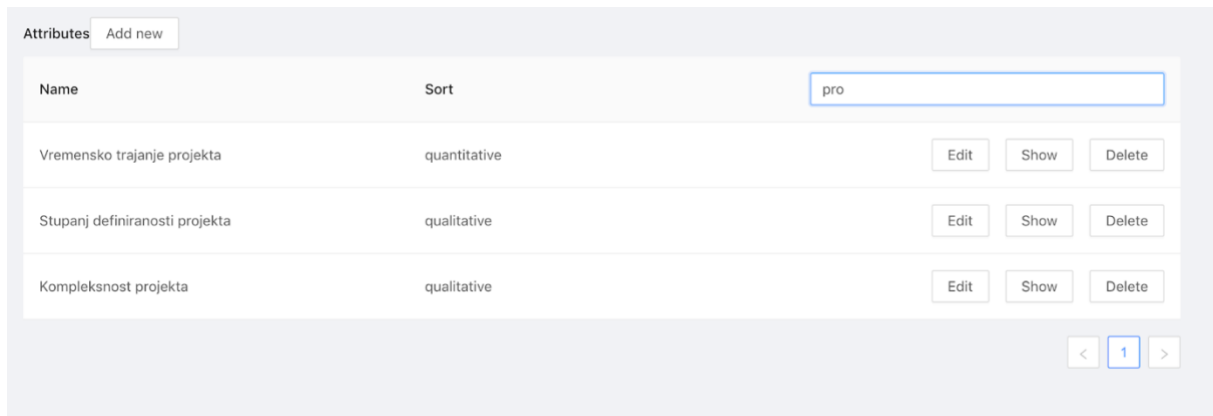 Attributes Add new
Name Sort pro
Vremensko trajanje projekta quantitative Edit Show Delete
Stupanj definiranosti projekta qualitative Edit Show Delete
Kompleksnost projekta qualitative Edit Show Delete
< 1 >